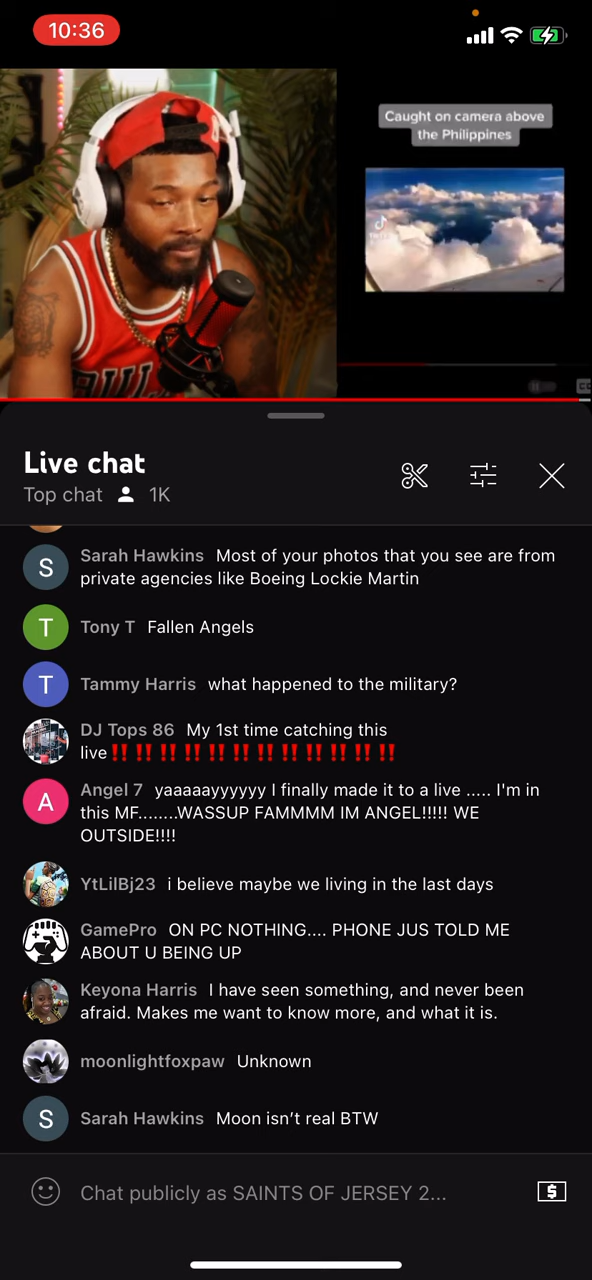 10:36
Caught on camera above
the Philippines
BULL
Live chat
Top chat 1K
Sarah Hawkins Most of your photos that you see are from
private agencies like Boeing Lockie Martin
Tony T Fallen Angels
Tammy Harris what happened to the military?
DJ Tops 86 My 1st time catching this
live‼️‼️‼️‼️‼️‼️‼️‼️‼️‼️‼️‼️
Angel 7 yaaaaayyyyyy I finally made it to a live ..... I'm in
this MF........WASSUP FAMMMM IM ANGEL!!!!! WE
OUTSIDE!!!!
YtLilBj23 i believe maybe we living in the last days
GamePro ON PC NOTHING.... PHONE JUS TOLD ME
ABOUT U BEING UP
Keyona Harris I have seen something, and never been
afraid. Makes me want to know more, and what it is.
moonlightfoxpaw Unknown
Sarah Hawkins Moon isn’t real BTW
Chat publicly as SAINTS OF JERSEY 2...